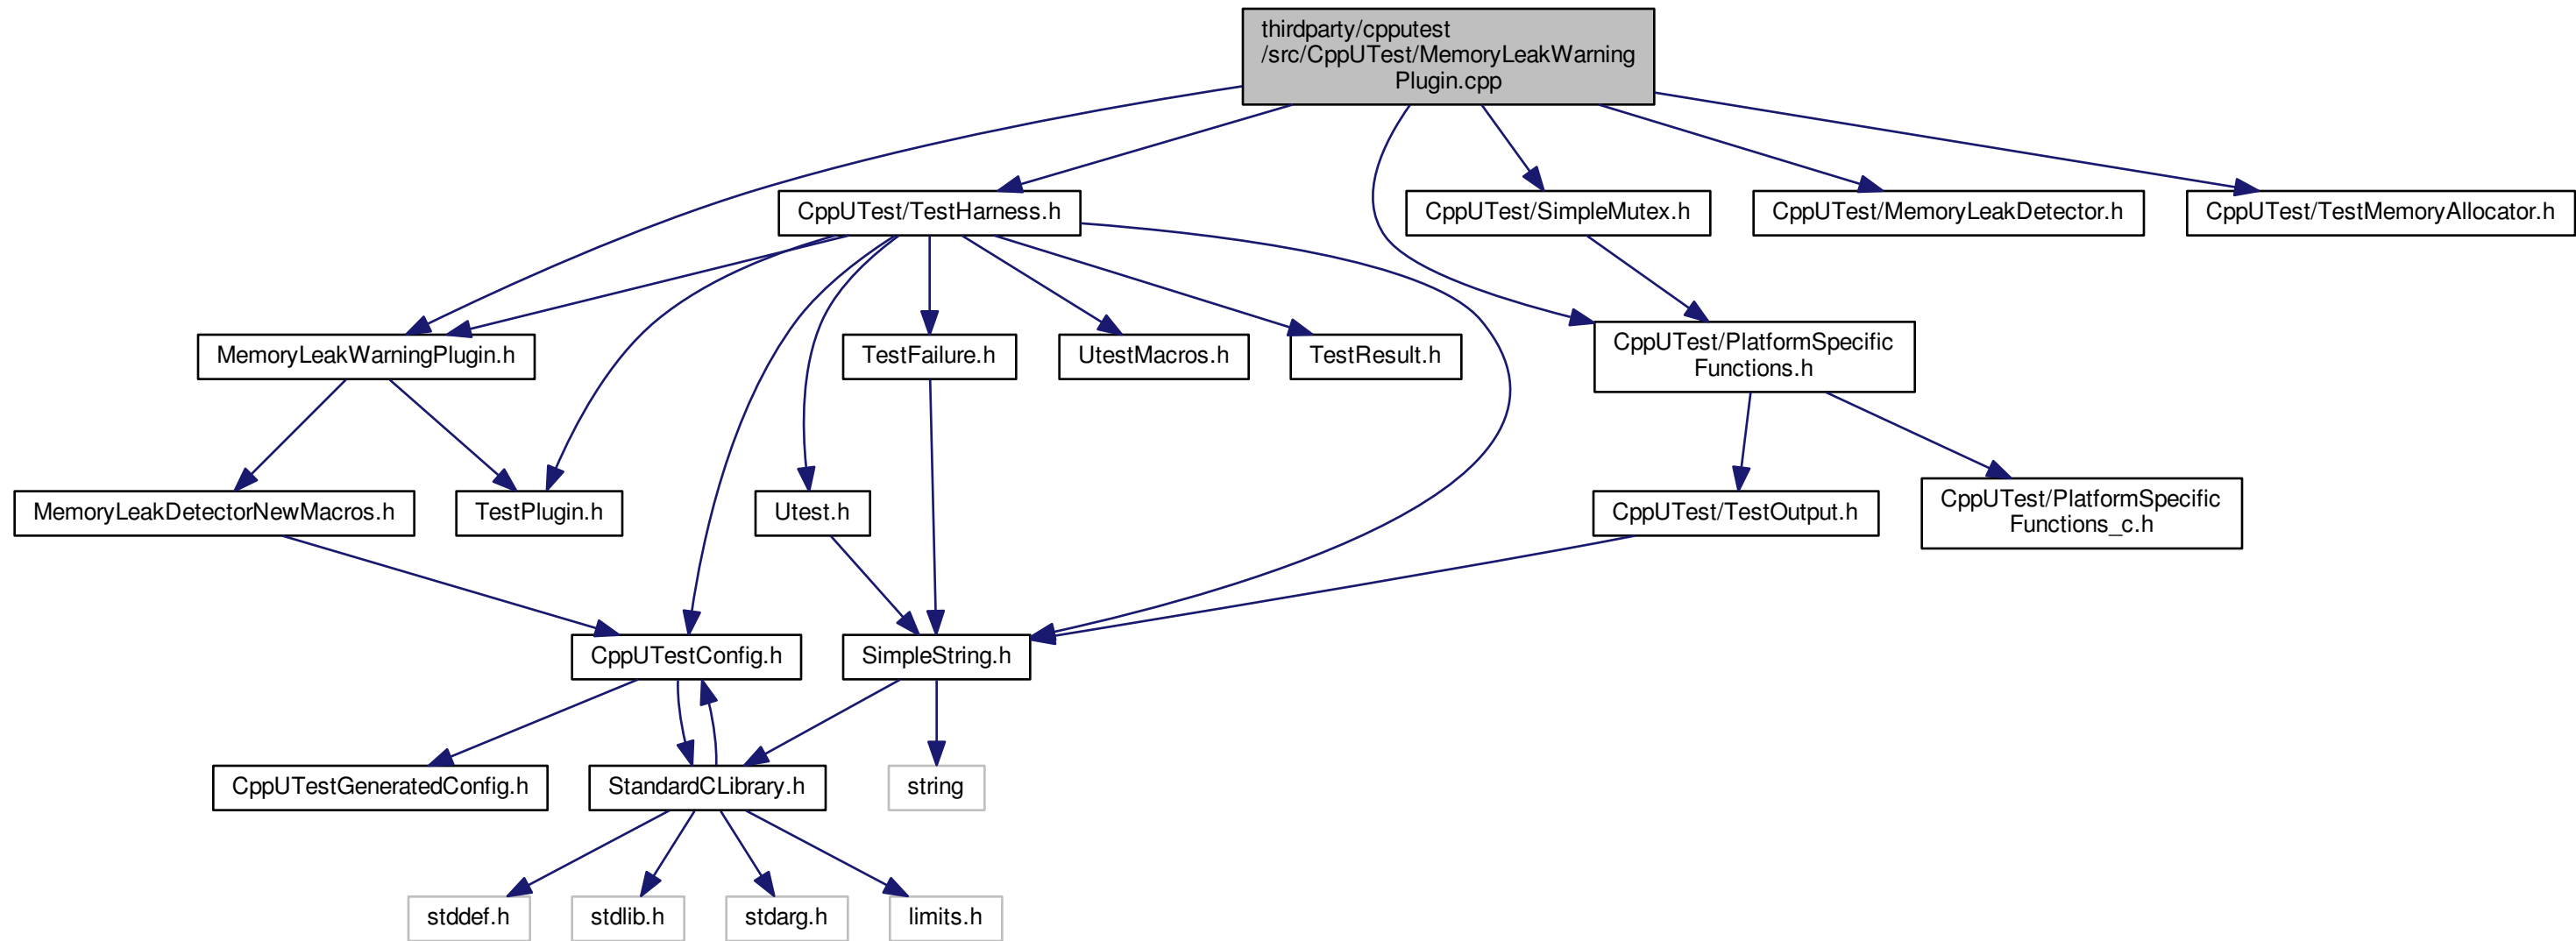 thirdparty/cpputest
/src/CppUTest/MemoryLeakWarning
Plugin.cpp
CppUTest/TestHarness.h
CppUTest/SimpleMutex.h
CppUTest/MemoryLeakDetector.h
CppUTest/TestMemoryAllocator.h
MemoryLeakWarningPlugin.h
TestFailure.h
UtestMacros.h
TestResult.h
CppUTest/PlatformSpecific
Functions.h
MemoryLeakDetectorNewMacros.h
TestPlugin.h
Utest.h
CppUTest/TestOutput.h
CppUTest/PlatformSpecific
Functions_c.h
CppUTestConfig.h
SimpleString.h
CppUTestGeneratedConfig.h
StandardCLibrary.h
string
stddef.h
stdlib.h
stdarg.h
limits.h